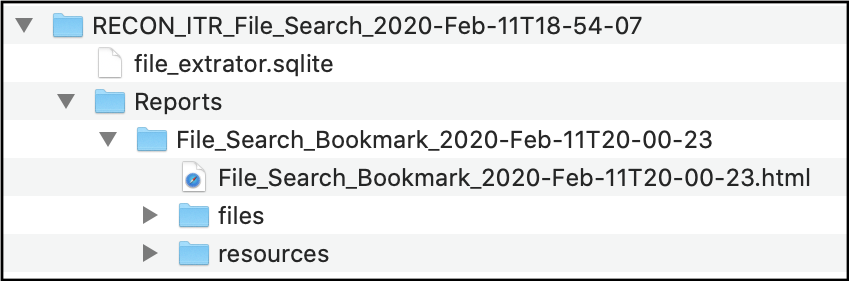 RECON_ITR_File_Search_2020-Feb-11T18-54-07
file_extrator.sqlite
Reports
File_Search_Bookmark_2020-Feb-11T20-00-23
File_Search_Bookmark_2020-Feb-11T20-00-23.html
files
resources